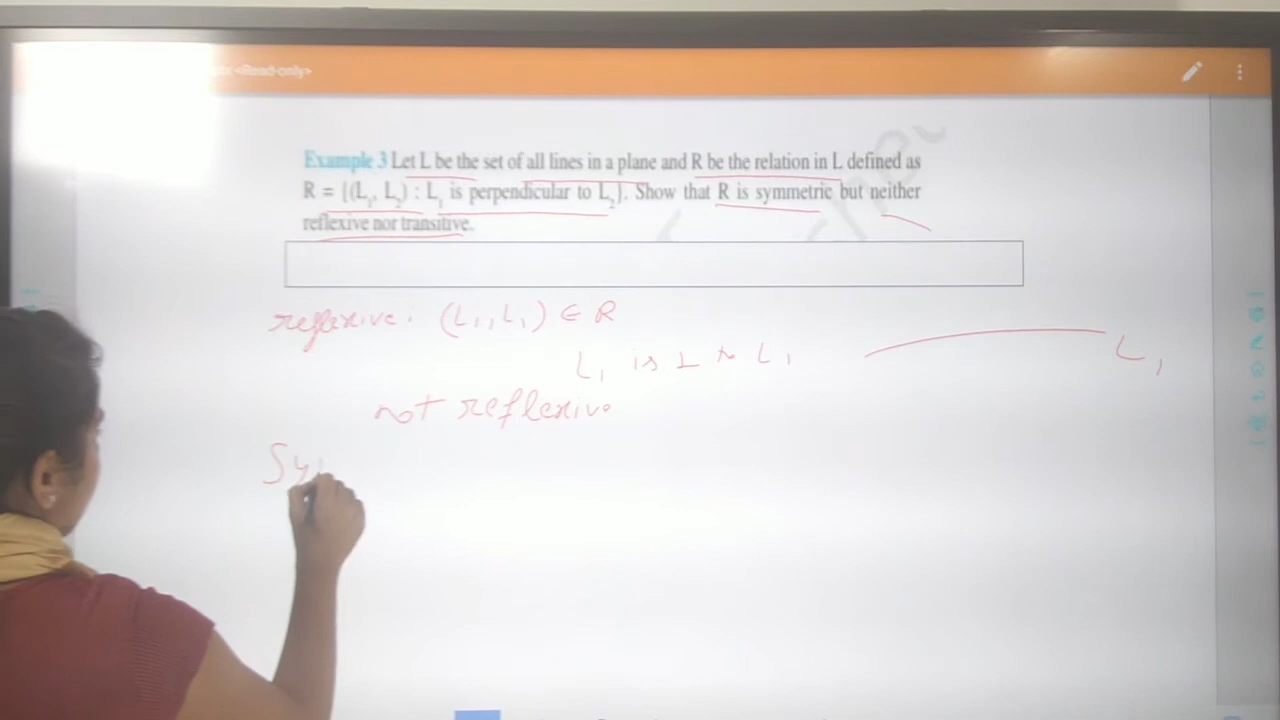 <Read-only>
Example 3 Let L be the set of all lines in a plane and R be the relation in L defined as
R = {(L₁, L₂) : L₁ is perpendicular to L₂}. Show that R is symmetric but neither
reflexive nor transitive.
reflexive: (L₁, L₁) ∈ R
L₁ is ⊥ to L₁
L₁
not reflexive
Sy